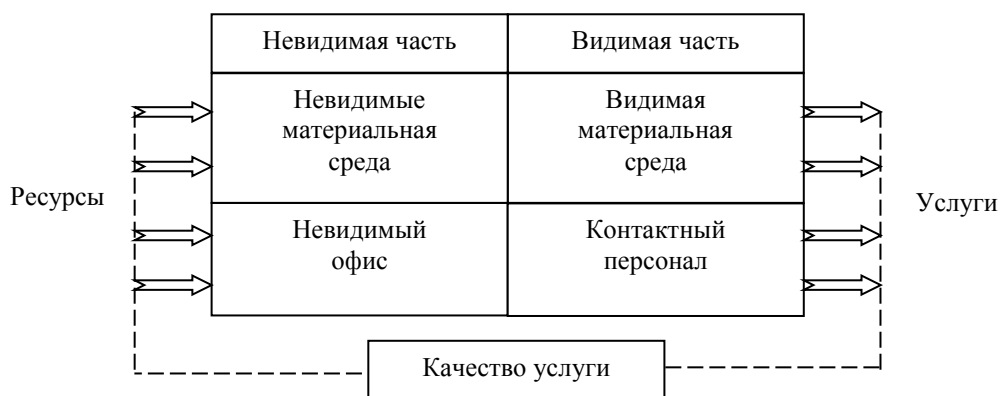 Невидимая часть
Видимая часть
Невидимые
материальная
среда
Видимая
материальная
среда
Ресурсы
Услуги
Невидимый
офис
Контактный
персонал
Качество услуги